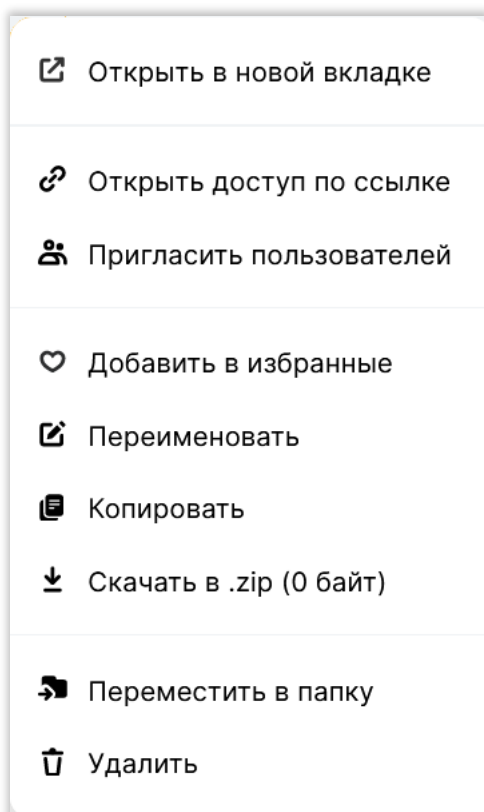 Открыть в новой вкладке
Открыть доступ по ссылке
Пригласить пользователей
Добавить в избранные
Переименовать
Копировать
Скачать в .zip (0 байт)
Переместить в папку
Удалить